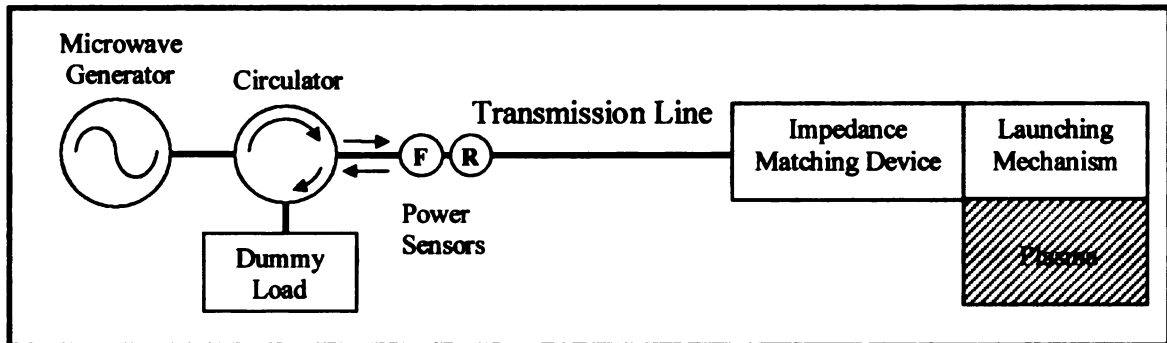 Microwave
Generator
Circulator
Transmission Line
F
R
Power
Sensors
Dummy
Load
Impedance
Matching Device
Launching
Mechanism
Plasma